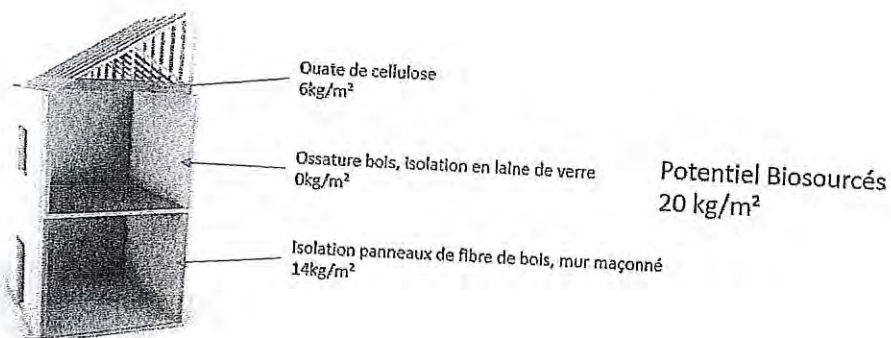 Ouate de cellulose
6kg/m²
Ossature bois, isolation en laine de verre
0kg/m²
Potentiel Biosourcés
20 kg/m²
Isolation panneaux de fibre de bois, mur maçonné
14kg/m²